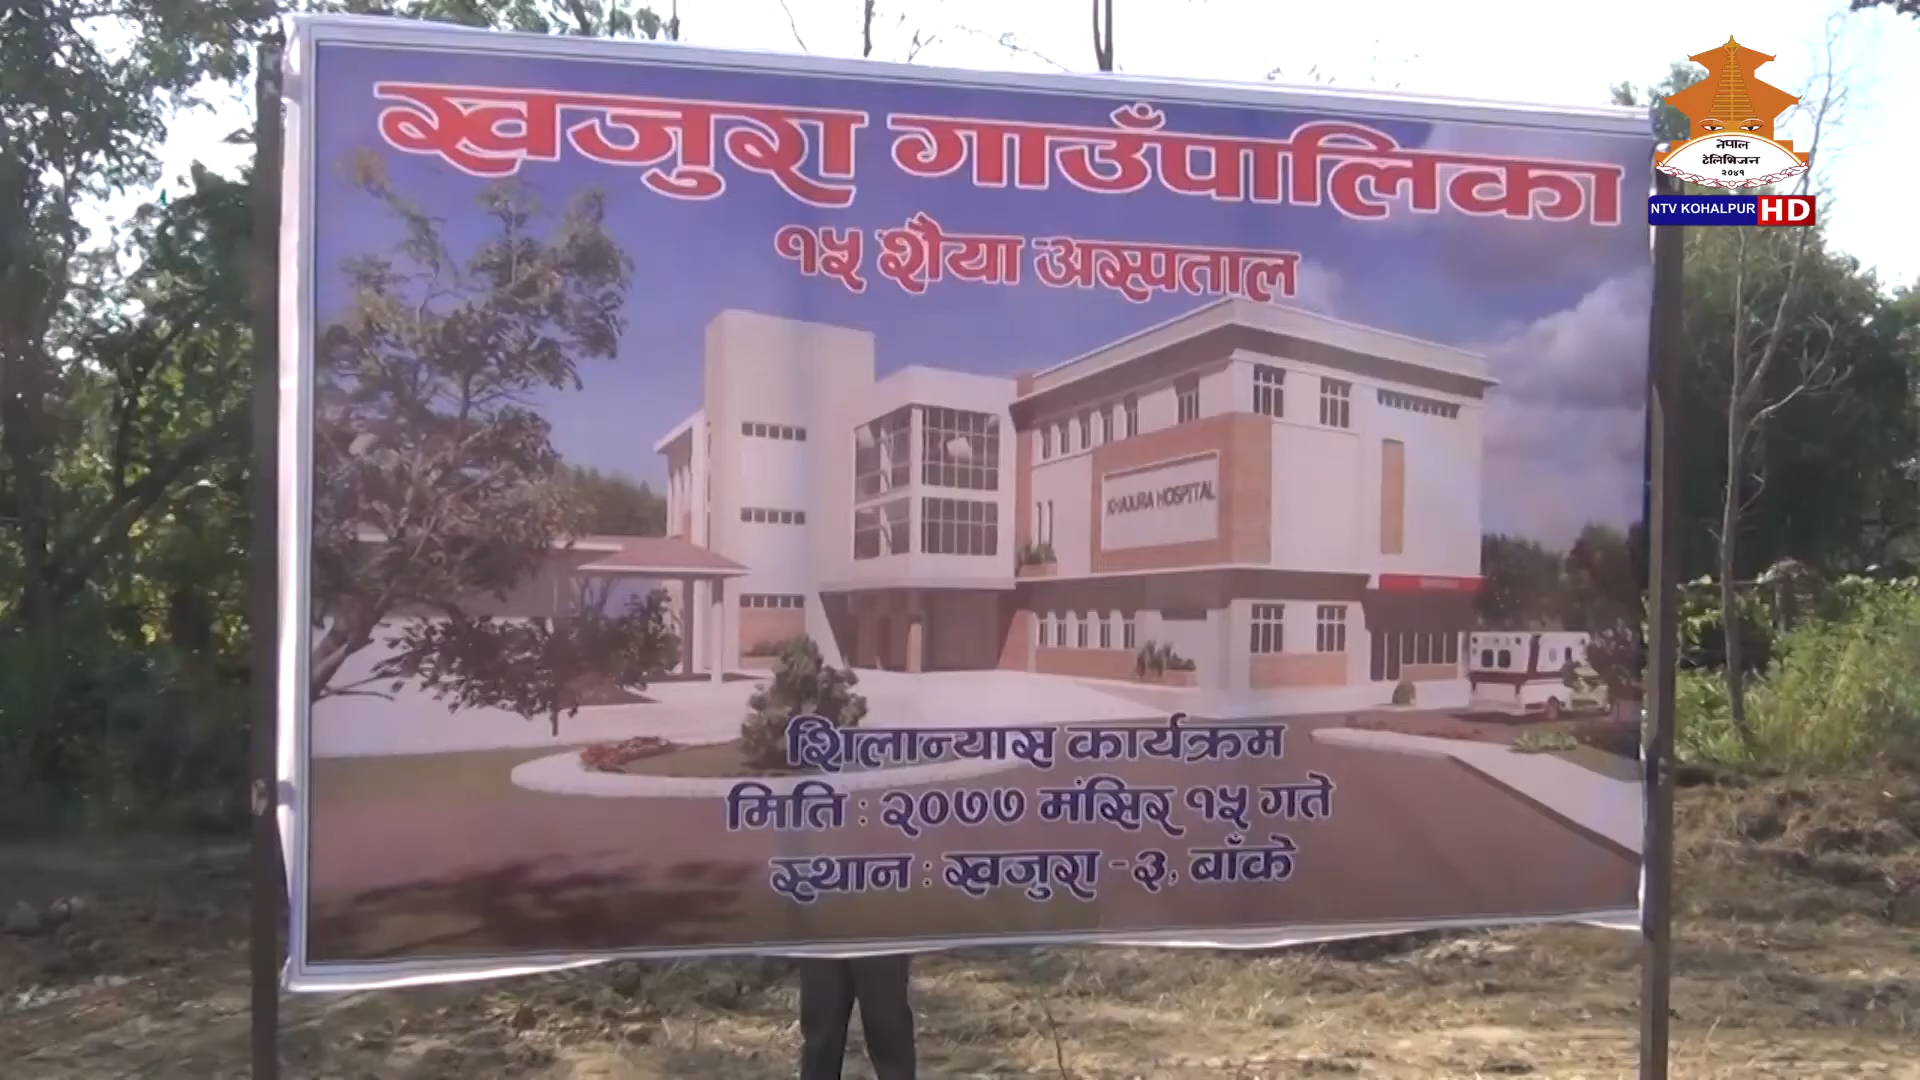 खजुरा गाउँपालिका
१५ शैया अस्पताल
KHAJURA HOSPITAL
शिलान्यास कार्यक्रम
मिति : २०७७ मंसिर १५ गते
स्थान : खजुरा -३, बाँके
नेपाल
टेलिभिजन
२०४१
NTV KOHALPUR HD